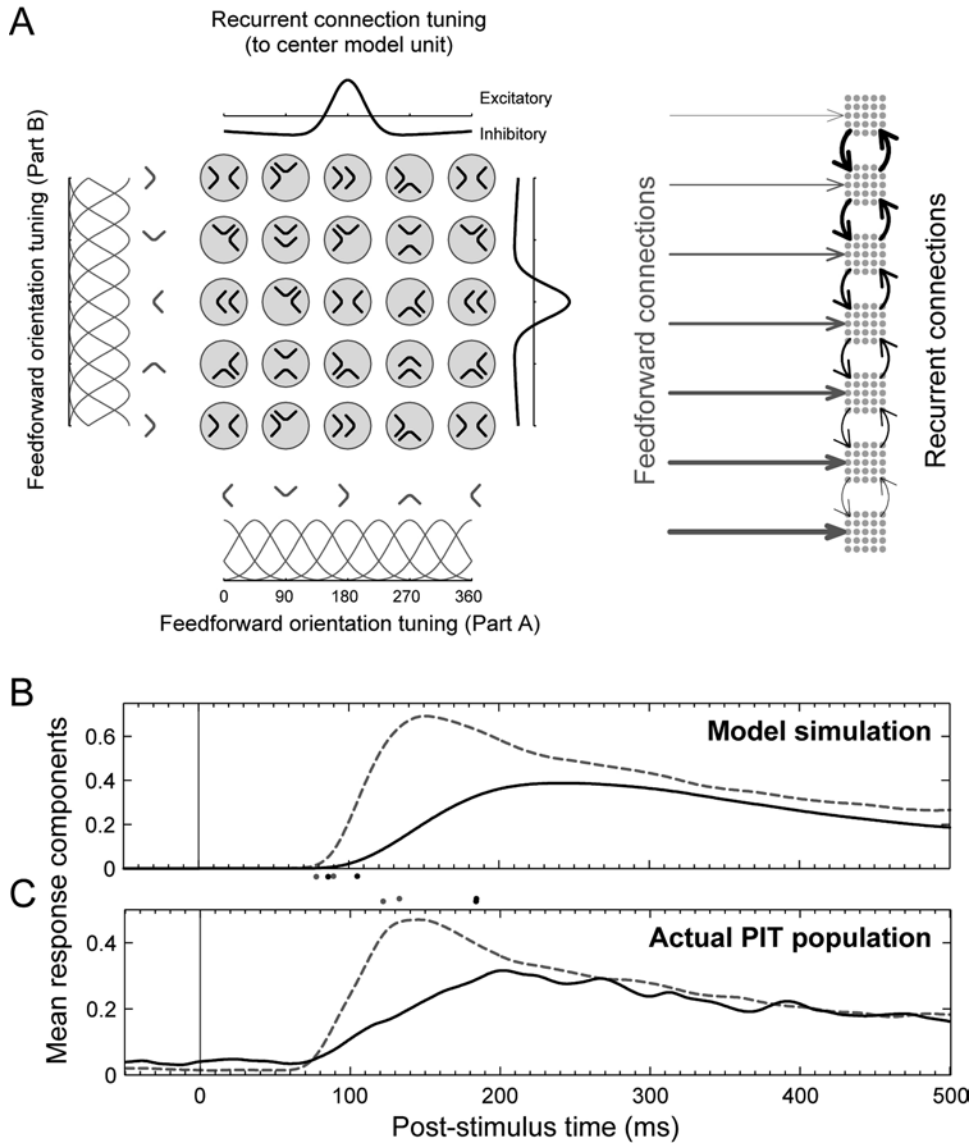 A
Recurrent connection tuning
(to center model unit)
Excitatory
Inhibitory
Feedforward orientation tuning (Part B)
0 90 180 270 360
Feedforward orientation tuning (Part A)
Feedforward connections
Recurrent connections
B
Model simulation
0.6
0.4
0.2
0
Mean response components
C
Actual PIT population
0.4
0.2
0
0 100 200 300 400 500
Post-stimulus time (ms)